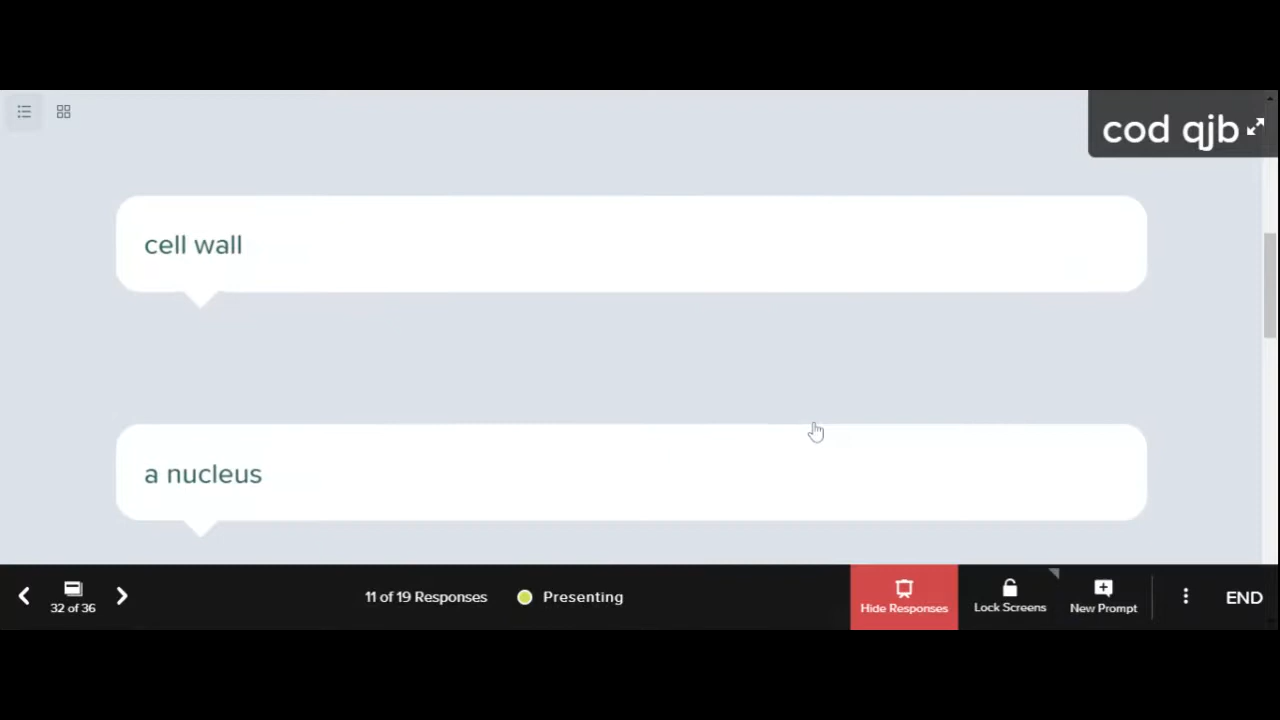 cod qjb
cell wall
a nucleus
32 of 36
11 of 19 Responses
Presenting
Hide Responses
Lock Screens
New Prompt
END